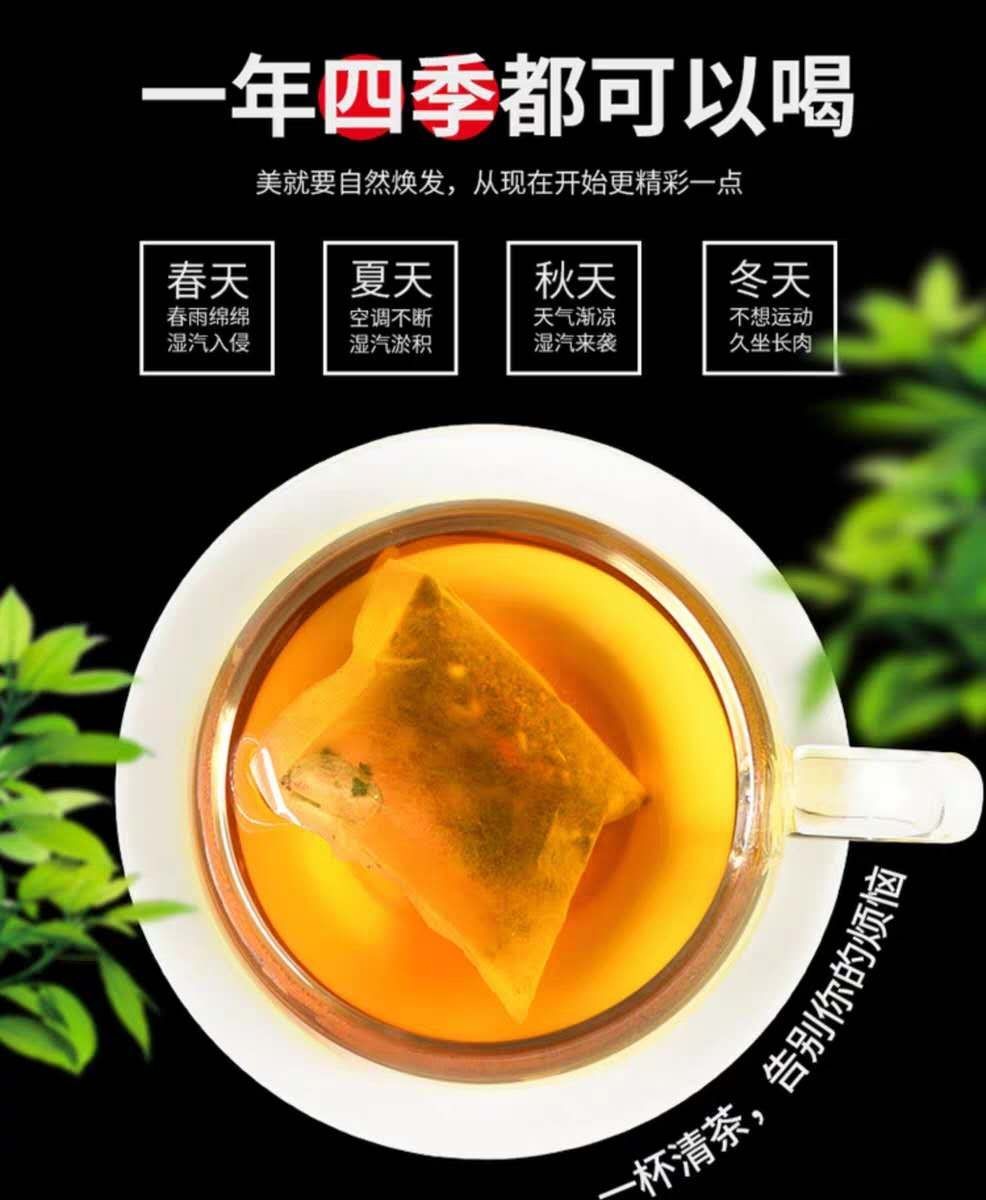 一年四季都可以喝
美就要自然焕发，从现在开始更精彩一点
春天
春雨绵绵
湿汽入侵
夏天
空调不断
湿汽淤积
秋天
天气渐凉
湿汽来袭
冬天
不想运动
久坐长肉
一杯清茶，告别你的烦恼